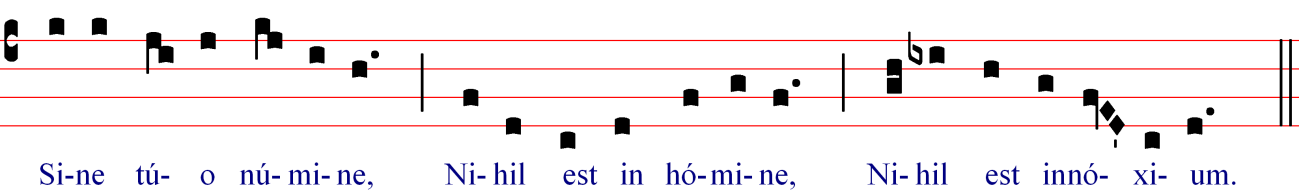 Si-ne tú- o nú-mi-ne, Ni-hil est in hó-mi-ne, Ni-hil est innó-xi-um.